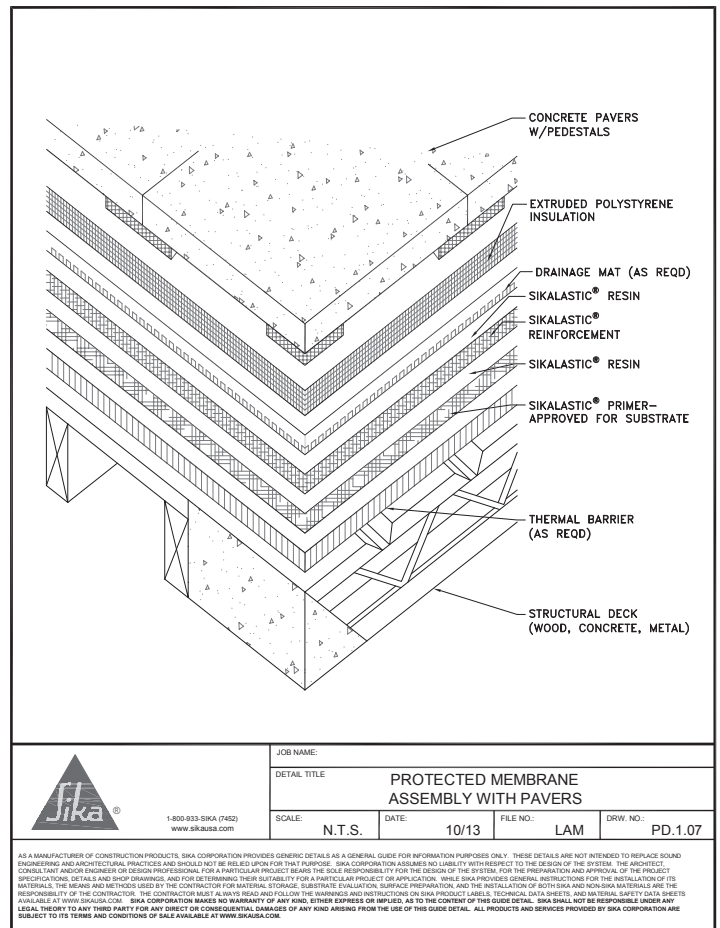 CONCRETE PAVERS
W/PEDESTALS
EXTRUDED POLYSTYRENE
INSULATION
DRAINAGE MAT (AS REQD)
SIKALASTIC® RESIN
SIKALASTIC®
REINFORCEMENT
SIKALASTIC® RESIN
SIKALASTIC® PRIMER-
APPROVED FOR SUBSTRATE
THERMAL BARRIER
(AS REQD)
STRUCTURAL DECK
(WOOD, CONCRETE, METAL)
Sika®
1-800-933-SIKA (7452)
www.sikausa.com
JOB NAME:
DETAIL TITLE
PROTECTED MEMBRANE
ASSEMBLY WITH PAVERS
SCALE:
N.T.S.
DATE:
10/13
FILE NO.:
LAM
DRW. NO.:
PD.1.07
AS A MANUFACTURER OF CONSTRUCTION PRODUCTS, SIKA CORPORATION PROVIDES GENERIC DETAILS AS A GENERAL GUIDE FOR INFORMATION PURPOSES ONLY. THESE DETAILS ARE NOT INTENDED TO REPLACE SOUND
ENGINEERING AND ARCHITECTURAL PRACTICES AND SHOULD NOT BE RELIED UPON FOR THAT PURPOSE. SIKA CORPORATION ASSUMES NO LIABILITY WITH RESPECT TO THE DESIGN OF THE SYSTEM. THE ARCHITECT,
CONSULTANT AND/OR ENGINEER OR DESIGN PROFESSIONAL FOR A PARTICULAR PROJECT BEARS THE SOLE RESPONSIBILITY FOR THE DESIGN OF THE SYSTEM, FOR THE PREPARATION AND APPROVAL OF THE PROJECT
SPECIFICATIONS, DETAILS AND SHOP DRAWINGS, AND FOR DETERMINING THEIR SUITABILITY FOR A PARTICULAR PROJECT OR APPLICATION. WHILE SIKA PROVIDES GENERAL INSTRUCTIONS FOR THE INSTALLATION OF ITS
MATERIALS, THE MEANS AND METHODS USED BY THE CONTRACTOR FOR MATERIAL STORAGE, SUBSTRATE EVALUATION, SURFACE PREPARATION, AND THE INSTALLATION OF BOTH SIKA AND NON-SIKA MATERIALS ARE THE
RESPONSIBILITY OF THE CONTRACTOR. THE CONTRACTOR MUST ALWAYS READ AND FOLLOW THE WARNINGS AND INSTRUCTIONS ON SIKA PRODUCT LABELS, TECHNICAL DATA SHEETS, AND MATERIAL SAFETY DATA SHEETS
AVAILABLE AT WWW.SIKAUSA.COM. SIKA CORPORATION MAKES NO WARRANTY OF ANY KIND, EITHER EXPRESS OR IMPLIED, AS TO THE CONTENT OF THIS GUIDE DETAIL. SIKA SHALL NOT BE RESPONSIBLE UNDER ANY
LEGAL THEORY TO ANY THIRD PARTY FOR ANY DIRECT OR CONSEQUENTIAL DAMAGES OF ANY KIND ARISING FROM THE USE OF THIS GUIDE DETAIL. ALL PRODUCTS AND SERVICES PROVIDED BY SIKA CORPORATION ARE
SUBJECT TO ITS TERMS AND CONDITIONS OF SALE AVAILABLE AT WWW.SIKAUSA.COM.